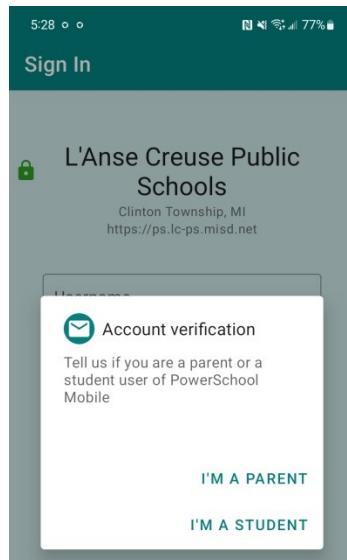 5:28 77%
Sign In
L'Anse Creuse Public
Schools
Clinton Township, MI
https://ps.lc-ps.misd.net
Username
Account verification
Tell us if you are a parent or a
student user of PowerSchool
Mobile
I'M A PARENT
I'M A STUDENT